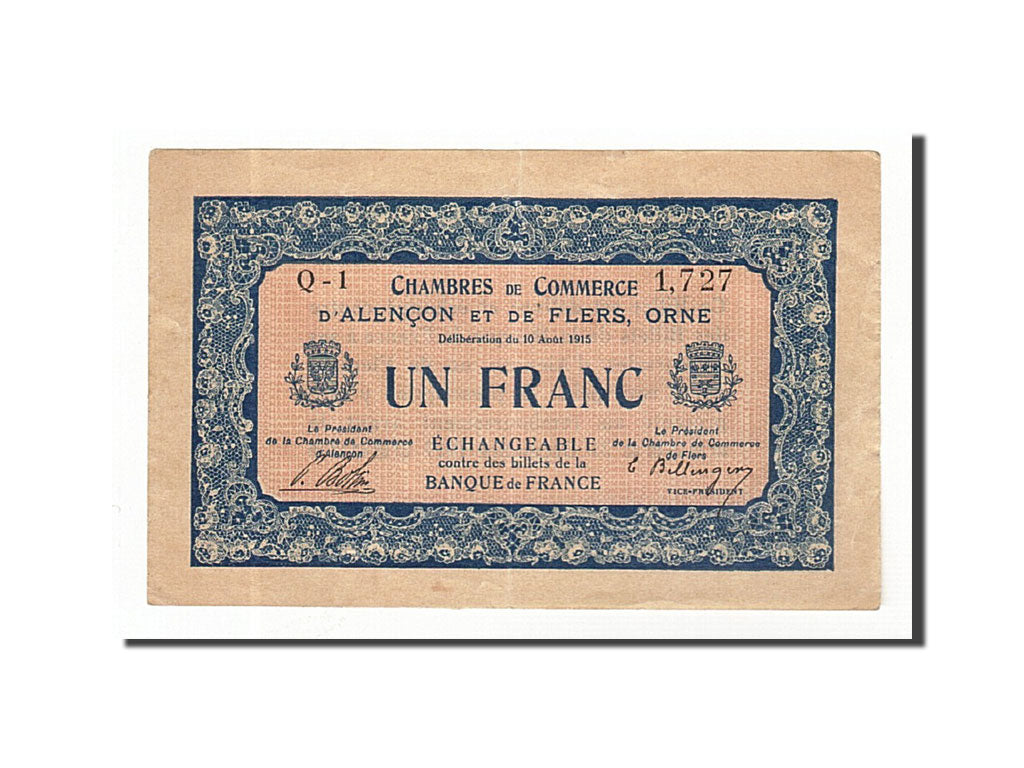 Q-1 CHAMBRES DE COMMERCE 1,727
D'ALENÇON ET DE FLERS, ORNE
Délibération du 10 Août 1915
UN FRANC
Le Président
de la Chambre de Commerce
d'Alençon
Le Président
de la Chambre de Commerce
de Flers
VICE-PRÉSIDENT
ÉCHANGEABLE
contre des billets de la
BANQUE de FRANCE